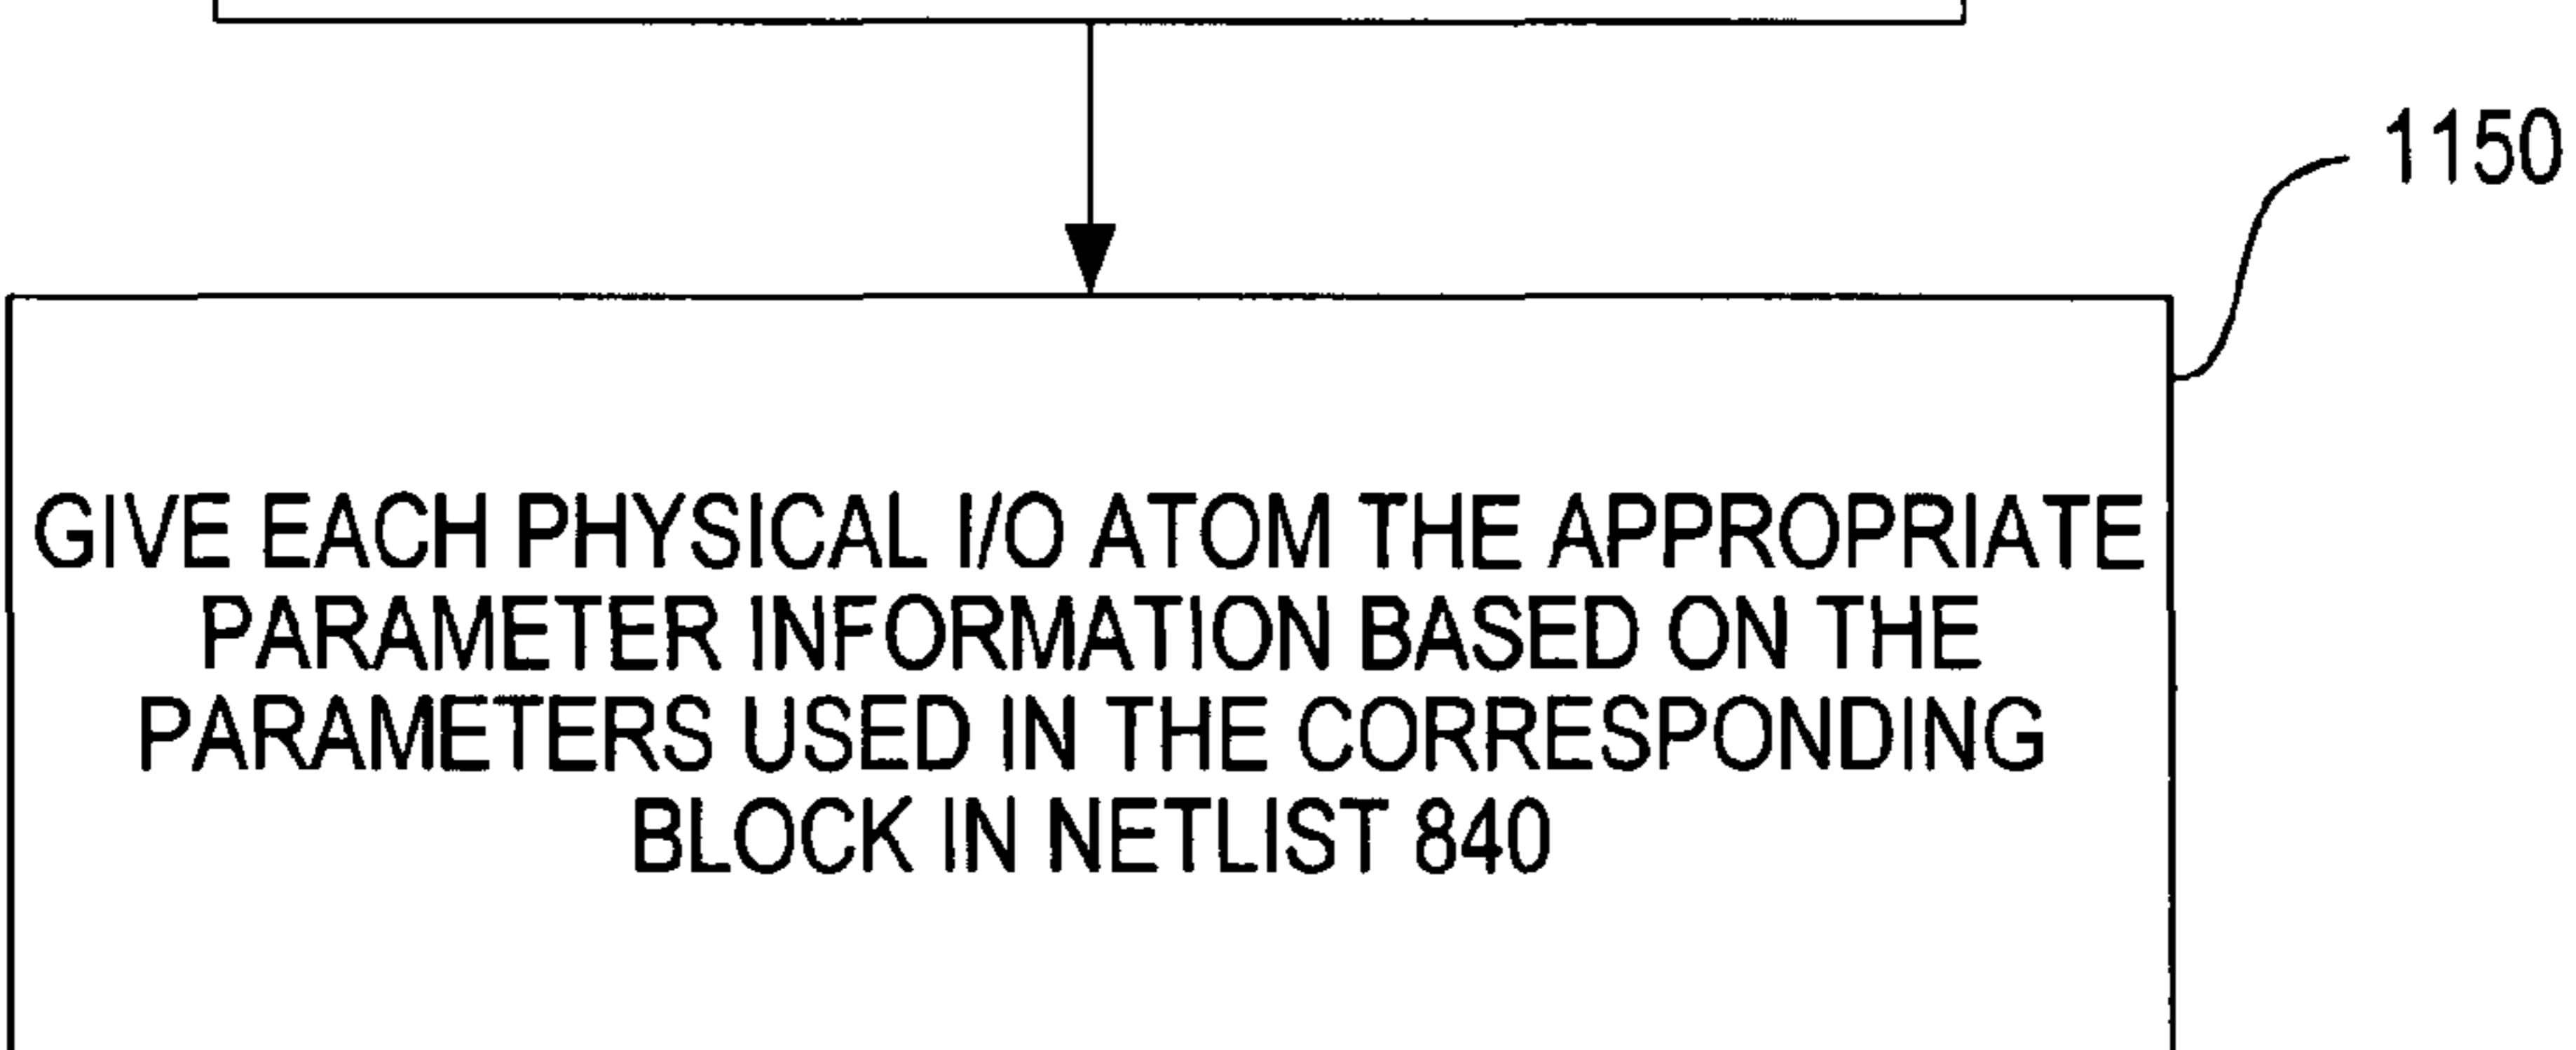 1150
GIVE EACH PHYSICAL I/O ATOM THE APPROPRIATE
PARAMETER INFORMATION BASED ON THE
PARAMETERS USED IN THE CORRESPONDING
BLOCK IN NETLIST 840